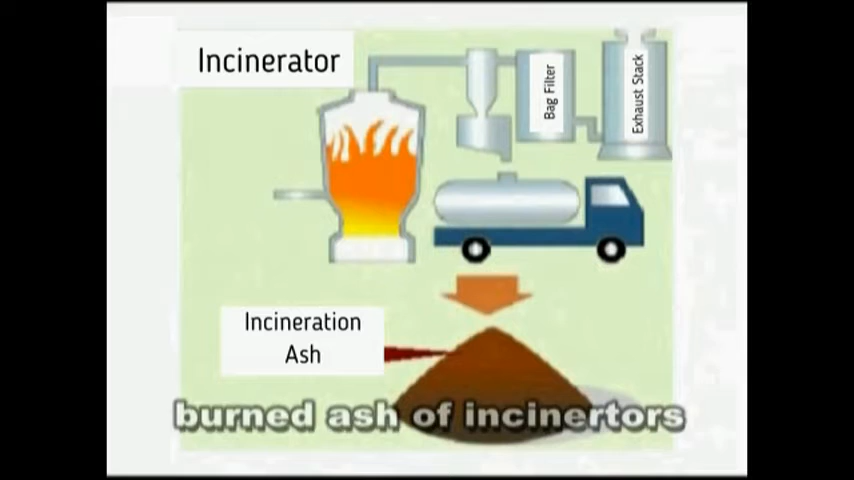 Incinerator
Bag Filter
Exhaust Stack
Incineration
Ash
burned ash of incinertors